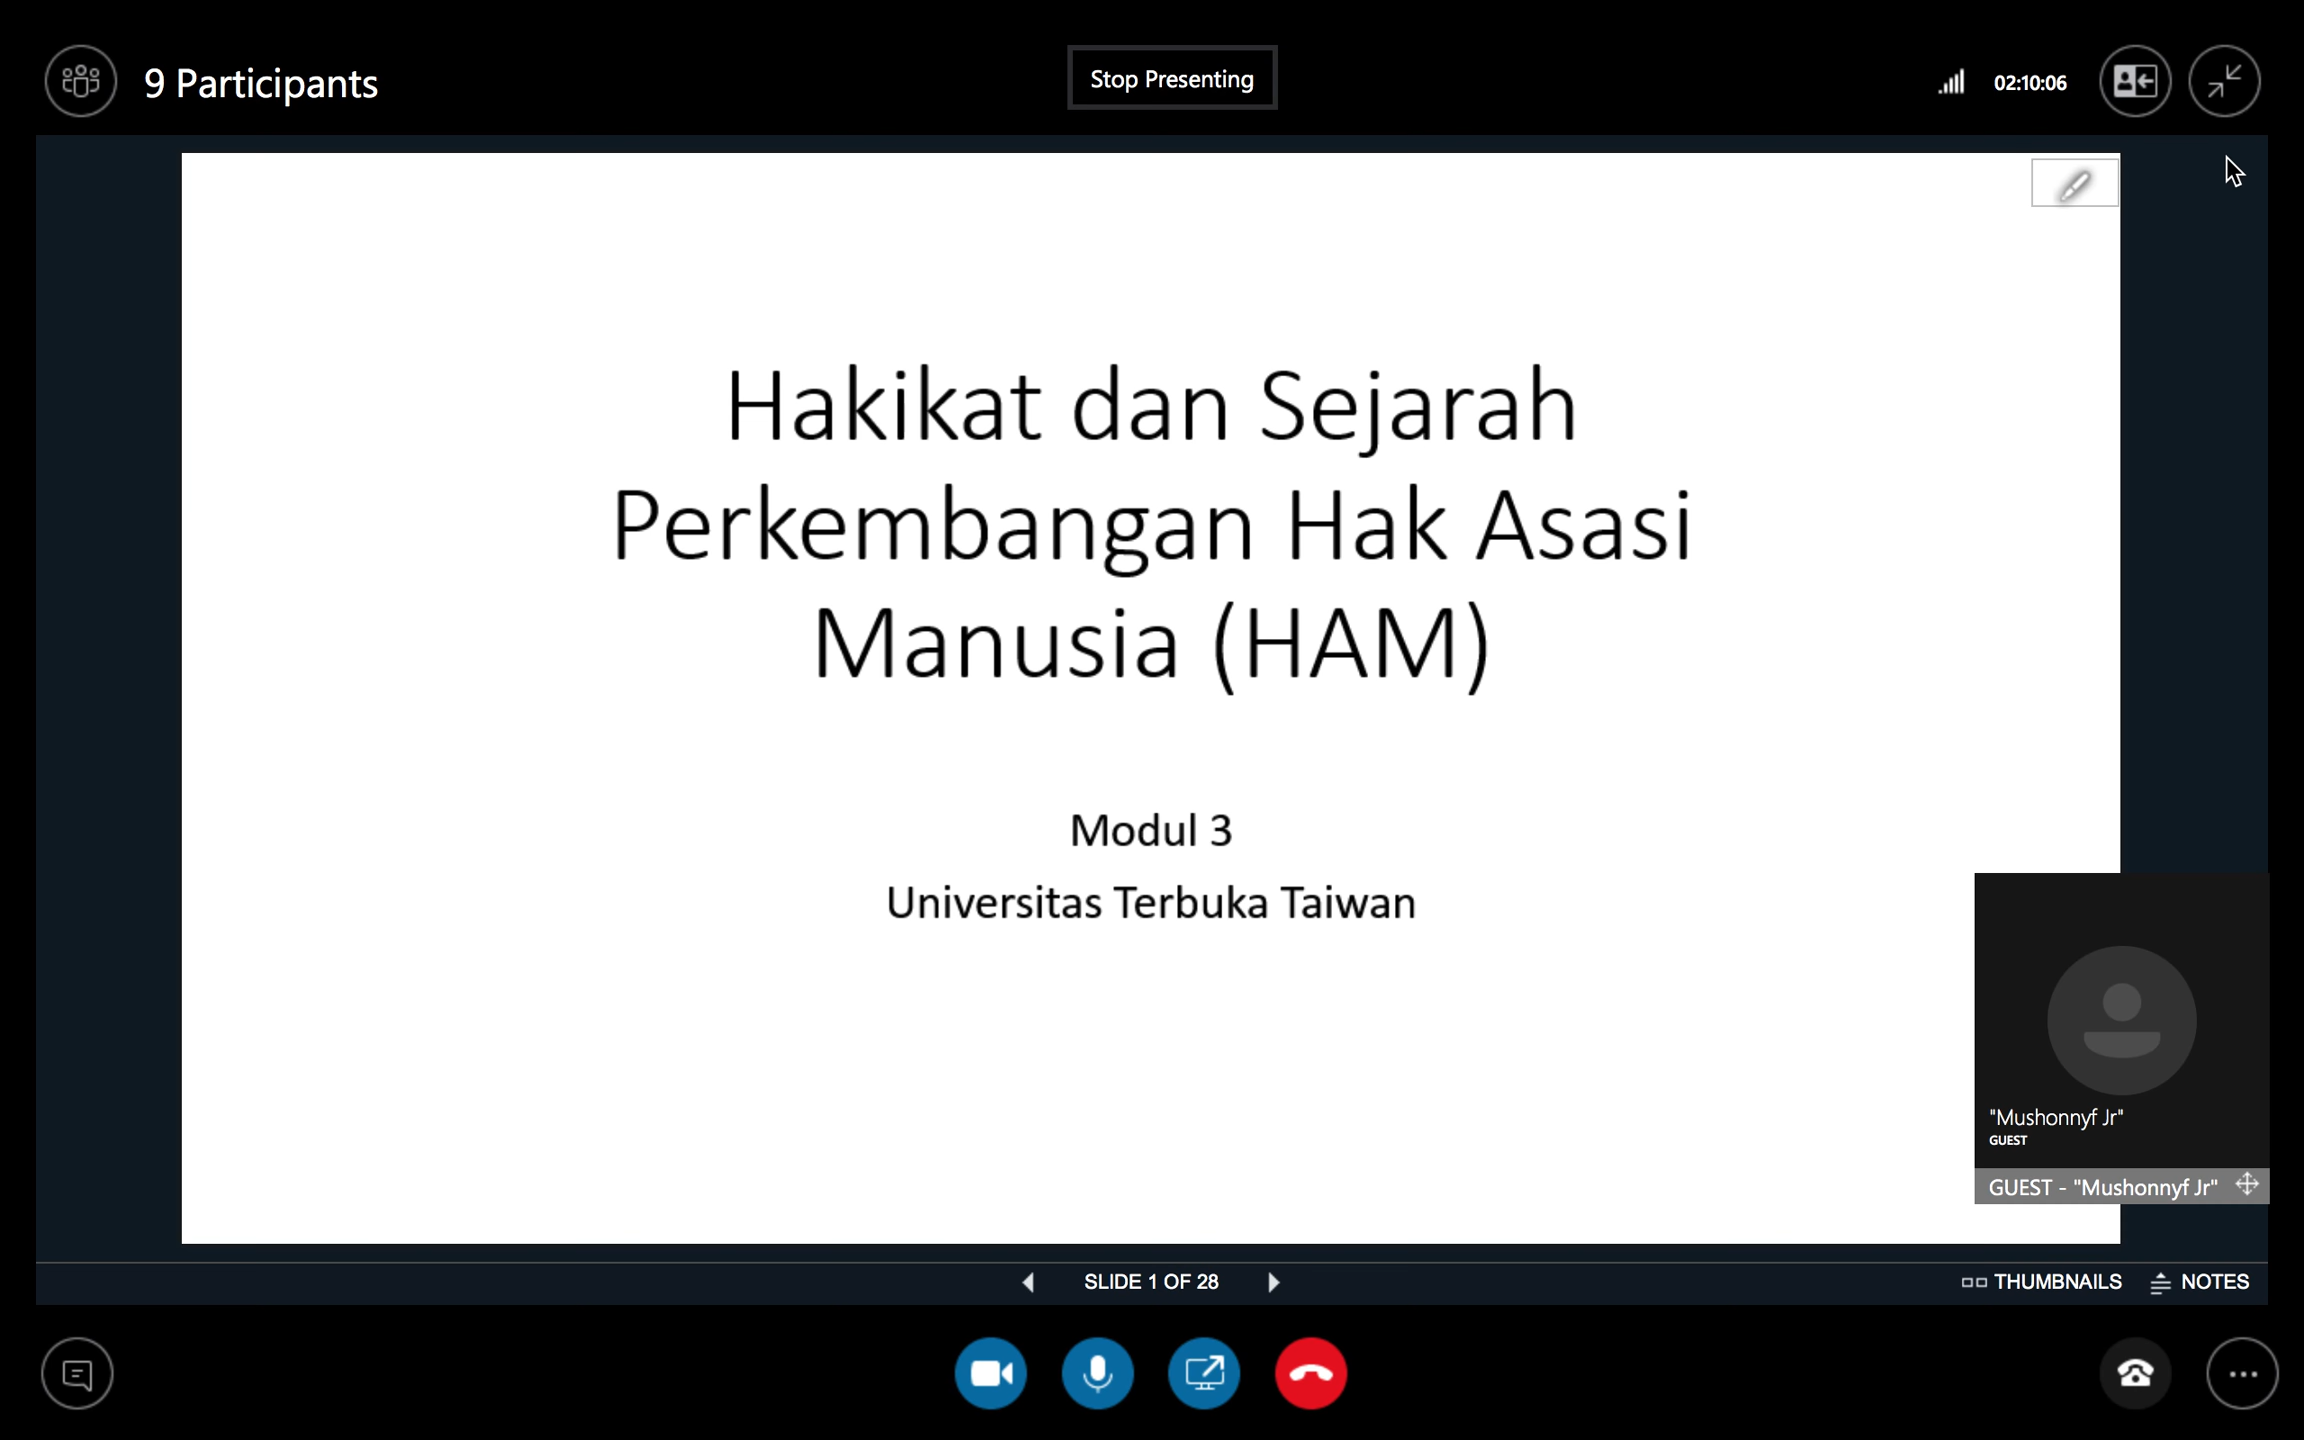 9 Participants
Stop Presenting
02:10:06
Hakikat dan Sejarah
Perkembangan Hak Asasi
Manusia (HAM)
Modul 3
Universitas Terbuka Taiwan
"Mushonnyf Jr"
GUEST
GUEST - "Mushonnyf Jr"
SLIDE 1 OF 28
THUMBNAILS
NOTES